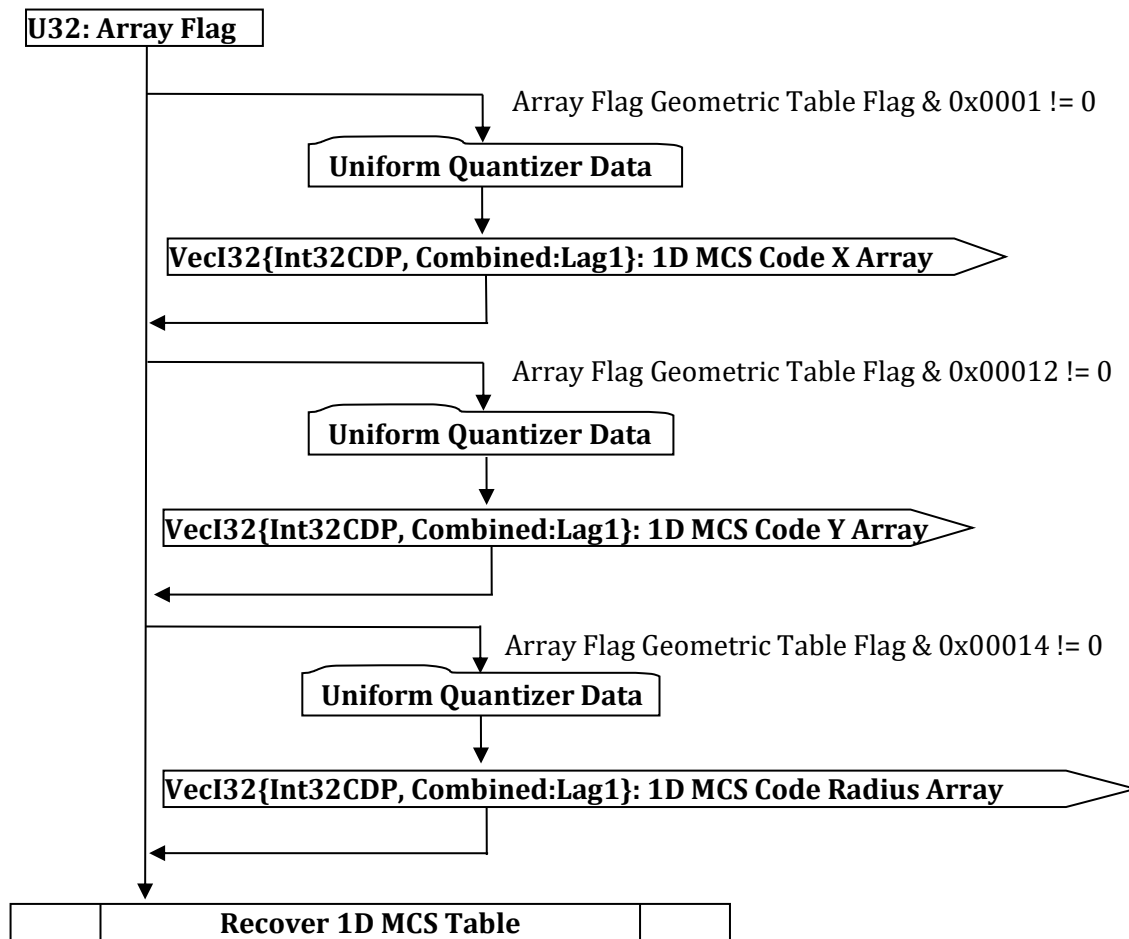 U32: Array Flag
Array Flag Geometric Table Flag & 0x0001 != 0
Uniform Quantizer Data
VecI32{Int32CDP, Combined:Lag1}: 1D MCS Code X Array
Array Flag Geometric Table Flag & 0x00012 != 0
Uniform Quantizer Data
VecI32{Int32CDP, Combined:Lag1}: 1D MCS Code Y Array
Array Flag Geometric Table Flag & 0x00014 != 0
Uniform Quantizer Data
VecI32{Int32CDP, Combined:Lag1}: 1D MCS Code Radius Array
Recover 1D MCS Table